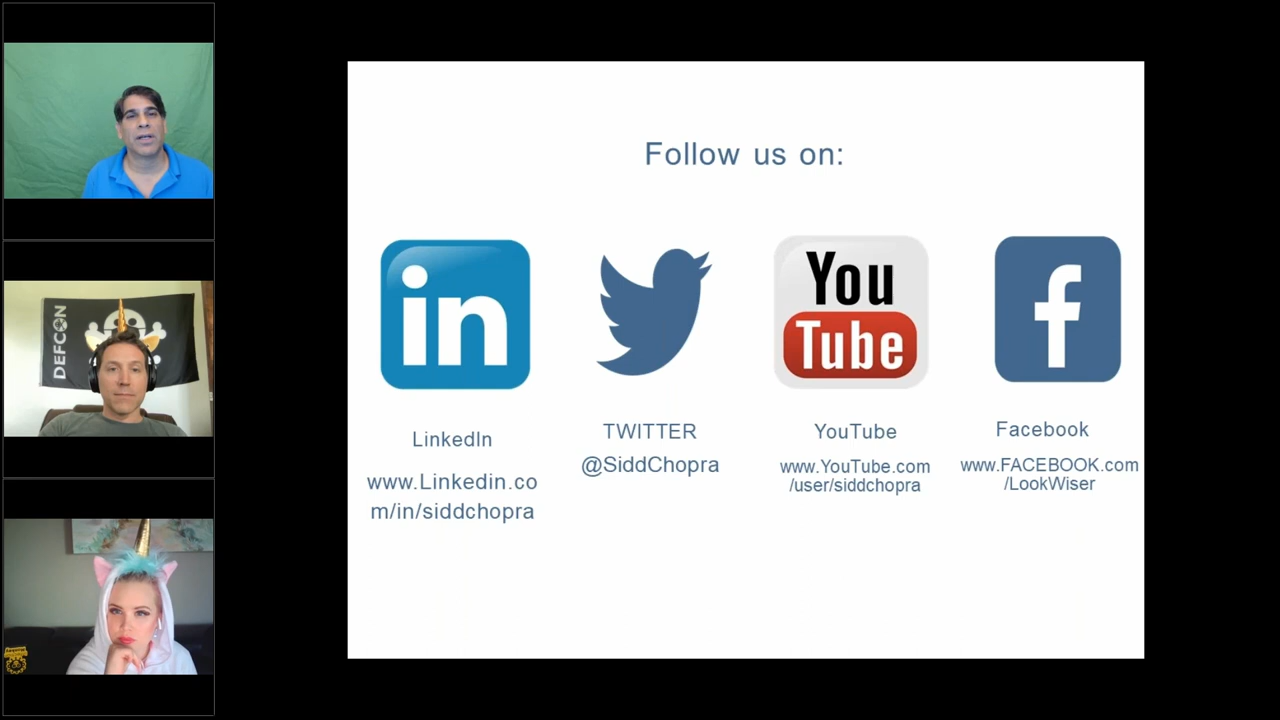 DEFCON
Follow us on:
in
You
Tube
f
LinkedIn
www.Linkedin.co
m/in/siddchopra
TWITTER
@SiddChopra
YouTube
www.YouTube.com
/user/siddchopra
Facebook
www.FACEBOOK.com
/LookWiser